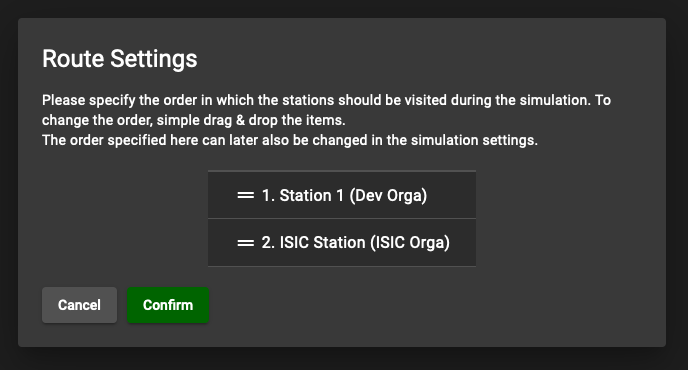 Route Settings
Please specify the order in which the stations should be visited during the simulation. To
change the order, simple drag & drop the items.
The order specified here can later also be changed in the simulation settings.
1. Station 1 (Dev Orga)
2. ISIC Station (ISIC Orga)
Cancel
Confirm